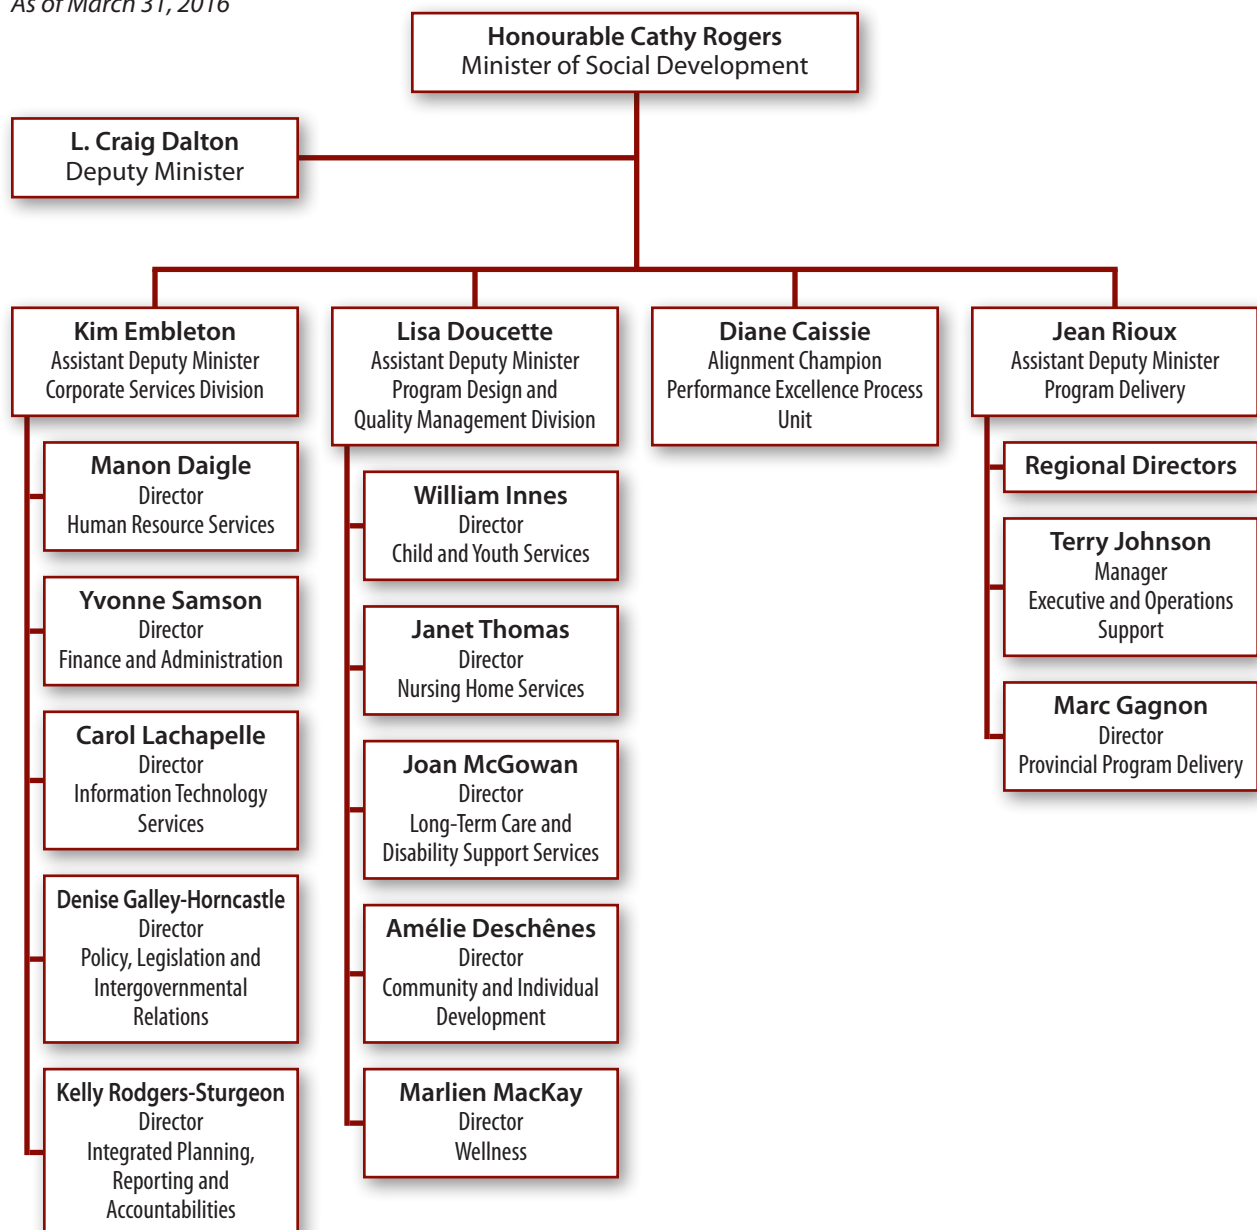 As of March 31, 2016
Honourable Cathy Rogers
Minister of Social Development
L. Craig Dalton
Deputy Minister
Kim Embleton
Assistant Deputy Minister
Corporate Services Division
Manon Daigle
Director
Human Resource Services
Yvonne Samson
Director
Finance and Administration
Carol Lachapelle
Director
Information Technology
Services
Denise Galley-Horncastle
Director
Policy, Legislation and
Intergovernmental
Relations
Kelly Rodgers-Sturgeon
Director
Integrated Planning,
Reporting and
Accountabilities
Lisa Doucette
Assistant Deputy Minister
Program Design and
Quality Management Division
William Innes
Director
Child and Youth Services
Janet Thomas
Director
Nursing Home Services
Joan McGowan
Director
Long-Term Care and
Disability Support Services
Amélie Deschênes
Director
Community and Individual
Development
Marlien MacKay
Director
Wellness
Diane Caissie
Alignment Champion
Performance Excellence Process
Unit
Jean Rioux
Assistant Deputy Minister
Program Delivery
Regional Directors
Terry Johnson
Manager
Executive and Operations
Support
Marc Gagnon
Director
Provincial Program Delivery